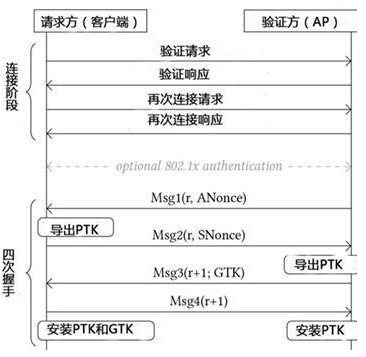 请求方（客户端）
验证方（AP）
连接阶段
验证请求
验证响应
再次连接请求
再次连接响应
optional 802.1x authentication
四次握手
Msg1(r, ANonce)
导出PTK
Msg2(r, SNonce)
导出PTK
Msg3(r+1; GTK)
Msg4(r+1)
安装PTK和GTK
安装PTK